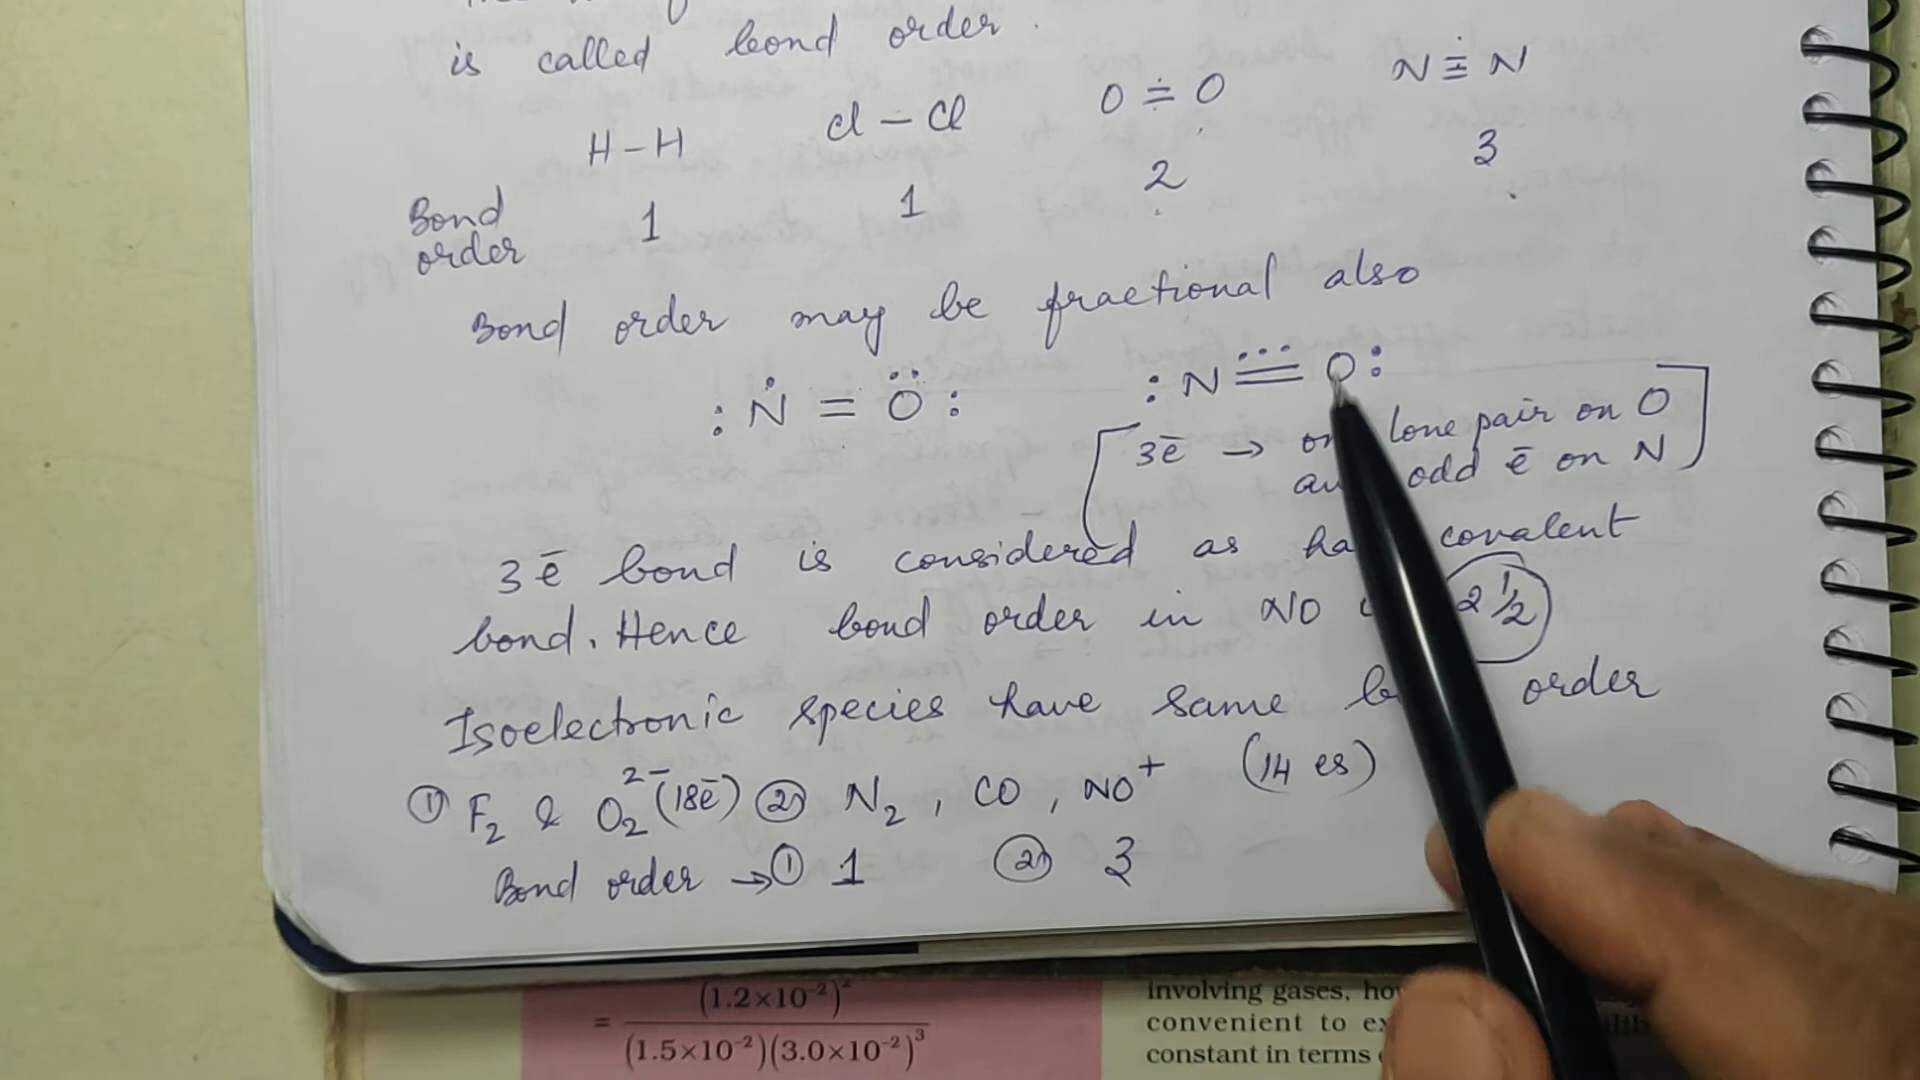 is called bond order.
H-H Cl-Cl O=O N≡N
Bond order 1 1 2 3
Bond order may be fractional also
:Ṅ = Ö: :N ≡ O:
3ē → lone pair on O
odd ē on N
3ē bond is considered as covalent
bond. Hence bond order in NO 2 1/2
Isoelectronic species have same order
① F₂ & O₂²⁻ (18ē) ② N₂, CO, NO⁺ (14 es)
Bond order → ① 1 ② 3
= (1.2×10⁻²)² / (1.5×10⁻²)(3.0×10⁻²)³
involving gases,
convenient to
constant in terms